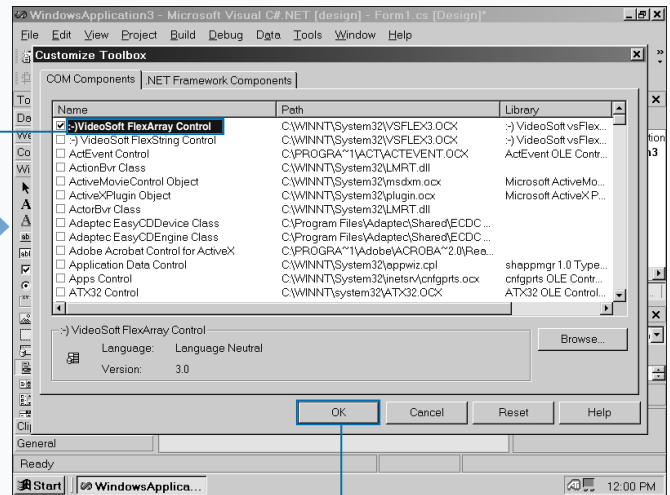 WindowsApplication3 - Microsoft Visual C#.NET [design] - Form1.cs [Design]*
File Edit View Project Build Debug Data Tools Window Help
Customize Toolbox
COM Components .NET Framework Components
Name Path Library
:-)VideoSoft FlexArray Control C:\WINNT\System32\VSFLEX3.OCX :-) VideoSoft vsFlex...
:-) VideoSoft FlexString Control C:\WINNT\System32\VSFLEX3.OCX :-) VideoSoft vsFlex...
ActEvent Control C:\PROGRA~1\ACT\ACTEVENT.OCX ActEvent OLE Contr...
ActionBvr Class C:\WINNT\System32\LMRT.dll
ActiveMovieControl Object C:\WINNT\System32\msdxm.ocx Microsoft ActiveMo...
ActiveXPlugin Object C:\WINNT\System32\plugin.ocx Microsoft ActiveX P...
ActorBvr Class C:\WINNT\System32\LMRT.dll
Adaptec EasyCDDevice Class C:\Program Files\Adaptec\Shared\ECDC ...
Adaptec EasyCDEngine Class C:\Program Files\Adaptec\Shared\ECDC ...
Adobe Acrobat Control for ActiveX C:\PROGRA~1\Adobe\ACROBA~2.0\Rea...
Application Data Control C:\WINNT\system32\appwiz.cpl shappmgr 1.0 Type...
Apps Control C:\WINNT\system32\inetsrv\cnfgprts.ocx cnfgprts OLE Contr...
ATX32 Control C:\WINNT\system32\ATX32.OCX ATX32 OLE Control...
:-) VideoSoft FlexArray Control
Browse...
Language: Language Neutral
Version: 3.0
OK Cancel Reset Help
General
Ready
Start WindowsApplica... 12:00 PM